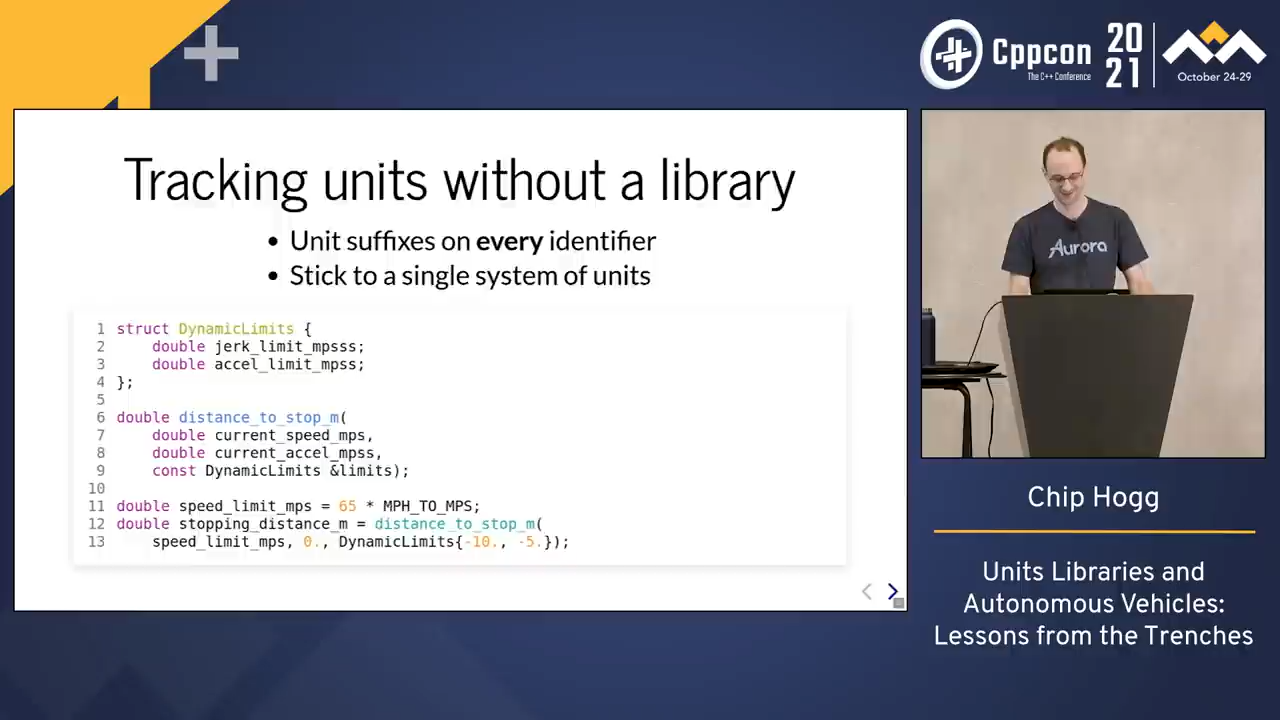 Cppcon
The C++ Conference
20
21
October 24-29
Tracking units without a library
• Unit suffixes on every identifier
• Stick to a single system of units
1 struct DynamicLimits {
2     double jerk_limit_mpsss;
3     double accel_limit_mpss;
4 };
5
6 double distance_to_stop_m(
7     double current_speed_mps,
8     double current_accel_mpss,
9     const DynamicLimits &limits);
10
11 double speed_limit_mps = 65 * MPH_TO_MPS;
12 double stopping_distance_m = distance_to_stop_m(
13     speed_limit_mps, 0., DynamicLimits{-10., -5.});
Aurora
Chip Hogg
Units Libraries and
Autonomous Vehicles:
Lessons from the Trenches